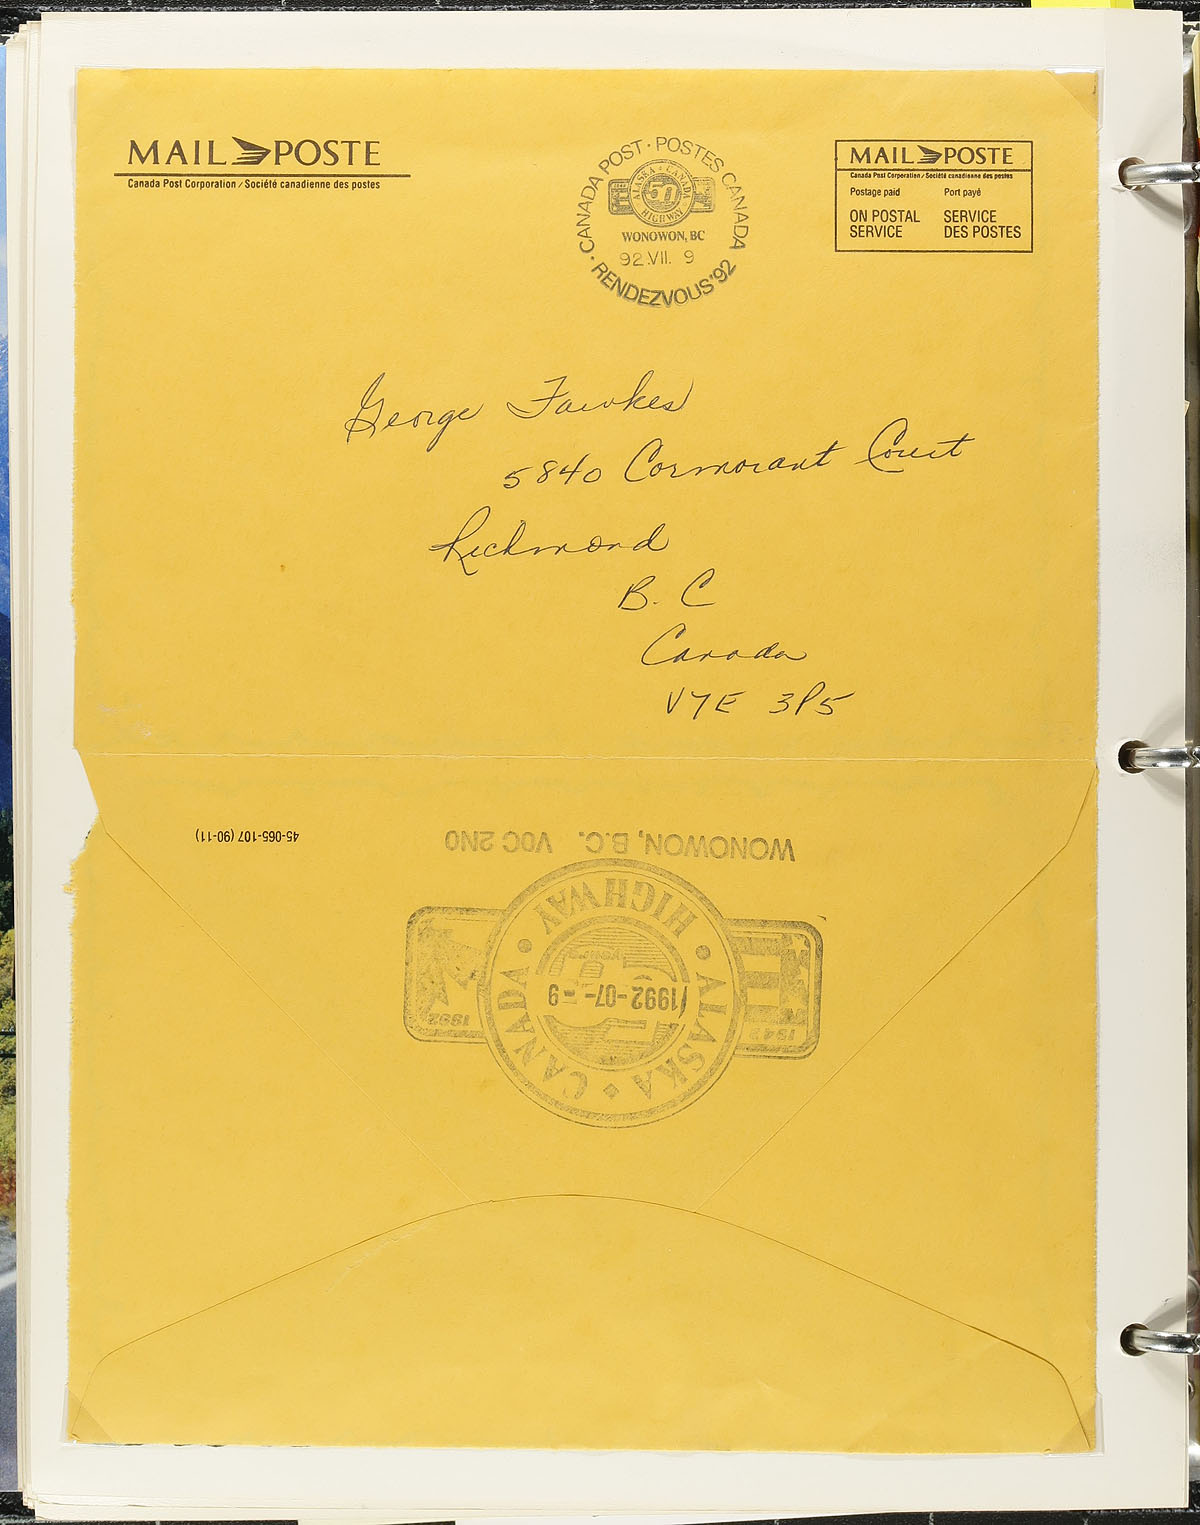 MAIL POSTE
Canada Post Corporation / Société canadienne des postes
CANADA POST · POSTES CANADA
ALASKA · CANADA
50
HIGHWAY
WONOWON, BC
92.VII. 9
· RENDEZVOUS '92 ·
MAIL POSTE
Canada Post Corporation / Société canadienne des postes
Postage paid Port payé
ON POSTAL SERVICE
SERVICE DES POSTES
George Fawkes
5840 Cormorant Court
Richmond
B. C
Canada
V7E 3P5
45-065-107 (90-11)
WONOWON, B.C. V0C 2N0
HIGHWAY
years
1992-07-9
1942
1992
ALASKA · CANADA